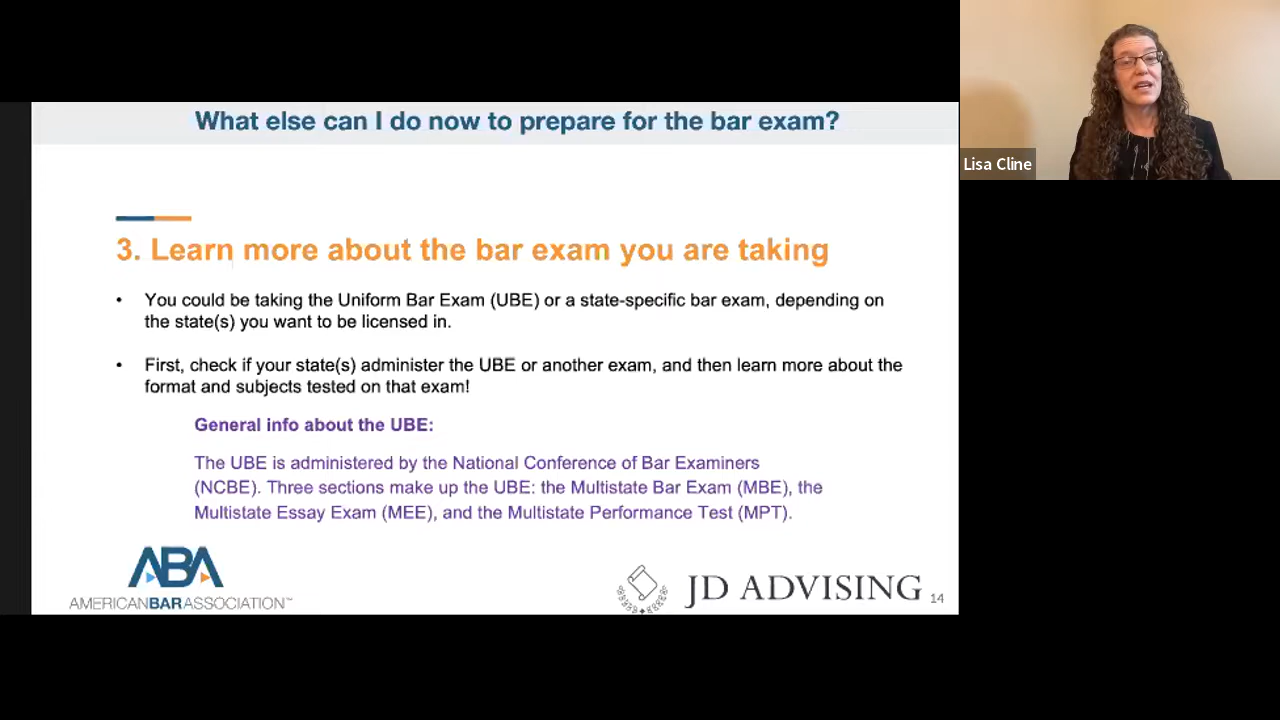 What else can I do now to prepare for the bar exam?
Lisa Cline
3. Learn more about the bar exam you are taking
• You could be taking the Uniform Bar Exam (UBE) or a state-specific bar exam, depending on
the state(s) you want to be licensed in.
• First, check if your state(s) administer the UBE or another exam, and then learn more about the
format and subjects tested on that exam!
General info about the UBE:
The UBE is administered by the National Conference of Bar Examiners
(NCBE). Three sections make up the UBE: the Multistate Bar Exam (MBE), the
Multistate Essay Exam (MEE), and the Multistate Performance Test (MPT).
ABA
AMERICANBARASSOCIATION™
JD ADVISING
14